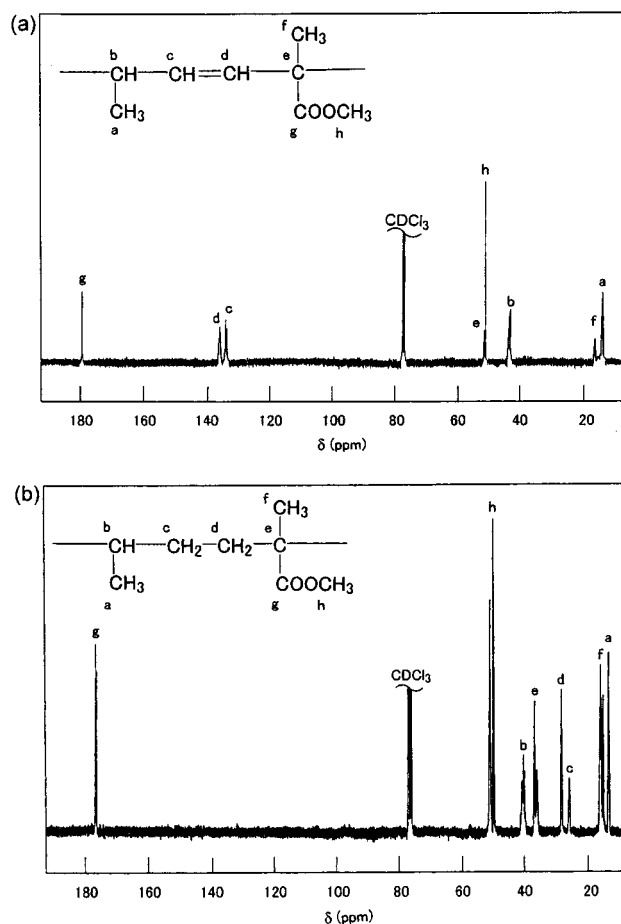 (a)
f CH3
b c d e
CH CH=CH C
CH3 COOCH3
a g h
h
CDCl3
g
d c e b f a
180 160 140 120 100 80 60 40 20
δ (ppm)
(b)
f CH3
b c d e
CH CH2 CH2 C
CH3 COOCH3
a g h
h
g
CDCl3
b e d c f a
180 160 140 120 100 80 60 40 20
δ (ppm)